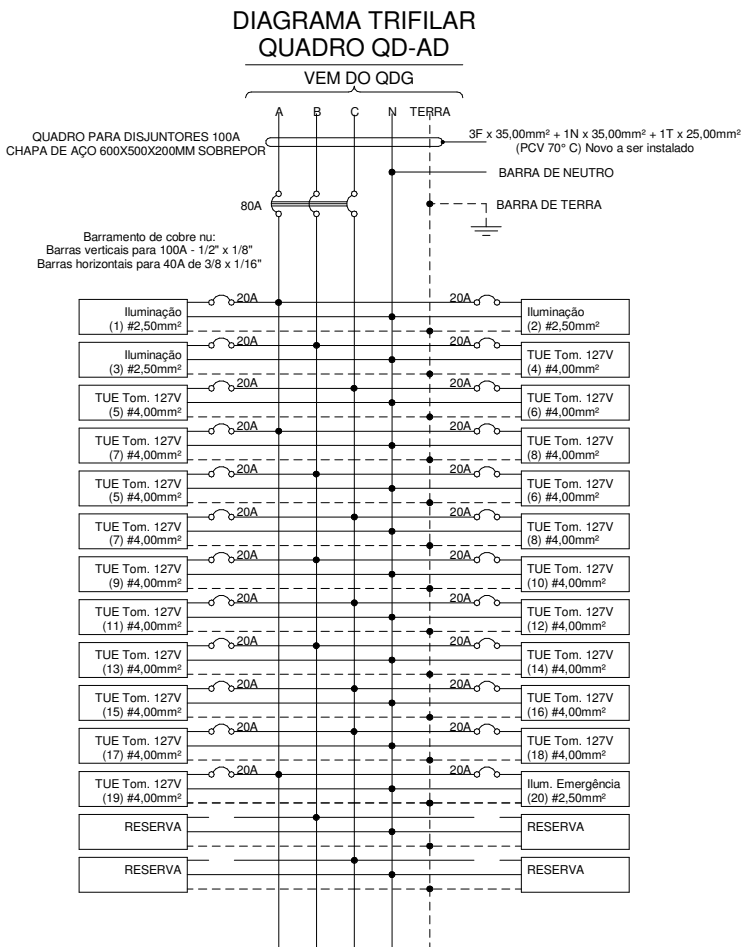 DIAGRAMA TRIFILAR
QUADRO QD-AD
VEM DO QDG
A B C N TERRA
QUADRO PARA DISJUNTORES 100A
CHAPA DE AÇO 600X500X200MM SOBREPOR
3F x 35,00mm² + 1N x 35,00mm² + 1T x 25,00mm²
(PCV 70° C) Novo a ser instalado
BARRA DE NEUTRO
80A
BARRA DE TERRA
Barramento de cobre nu:
Barras verticais para 100A - 1/2" x 1/8"
Barras horizontais para 40A de 3/8 x 1/16"
20A 20A
Iluminação
(1) #2,50mm²
Iluminação
(2) #2,50mm²
20A 20A
Iluminação
(3) #2,50mm²
TUE Tom. 127V
(4) #4,00mm²
20A 20A
TUE Tom. 127V
(5) #4,00mm²
TUE Tom. 127V
(6) #4,00mm²
20A 20A
TUE Tom. 127V
(7) #4,00mm²
TUE Tom. 127V
(8) #4,00mm²
20A 20A
TUE Tom. 127V
(5) #4,00mm²
TUE Tom. 127V
(6) #4,00mm²
20A 20A
TUE Tom. 127V
(7) #4,00mm²
TUE Tom. 127V
(8) #4,00mm²
20A 20A
TUE Tom. 127V
(9) #4,00mm²
TUE Tom. 127V
(10) #4,00mm²
20A 20A
TUE Tom. 127V
(11) #4,00mm²
TUE Tom. 127V
(12) #4,00mm²
20A 20A
TUE Tom. 127V
(13) #4,00mm²
TUE Tom. 127V
(14) #4,00mm²
20A 20A
TUE Tom. 127V
(15) #4,00mm²
TUE Tom. 127V
(16) #4,00mm²
20A 20A
TUE Tom. 127V
(17) #4,00mm²
TUE Tom. 127V
(18) #4,00mm²
20A 20A
TUE Tom. 127V
(19) #4,00mm²
Ilum. Emergência
(20) #2,50mm²
RESERVA
RESERVA
RESERVA
RESERVA